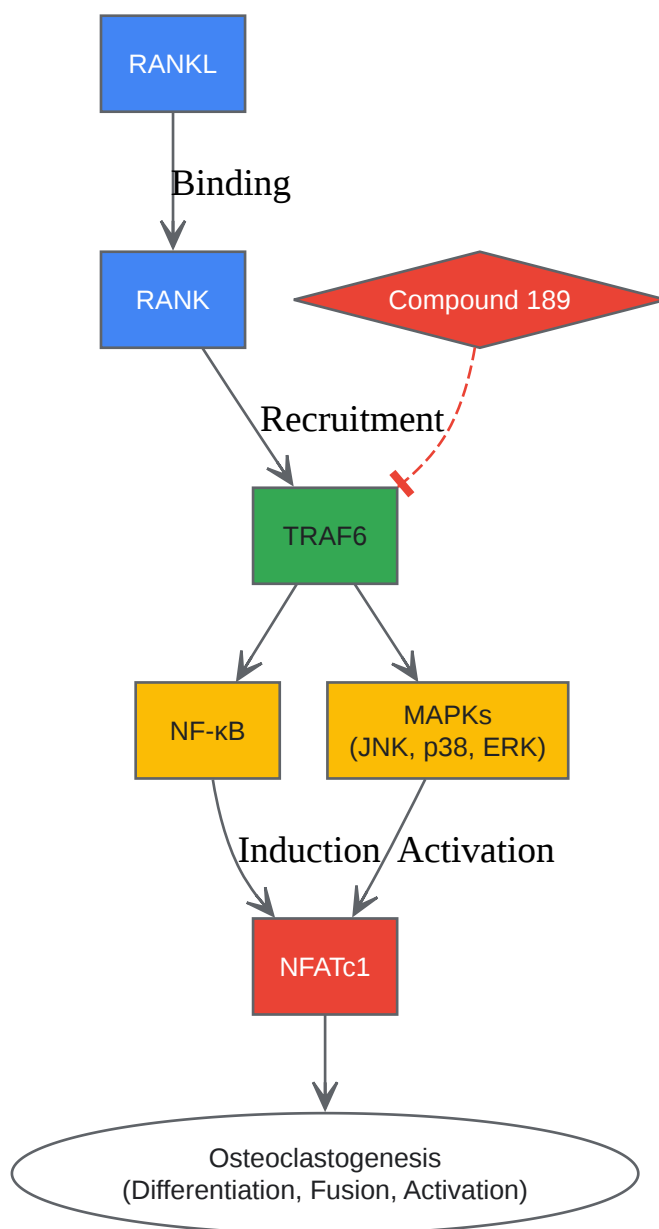 RANKL
Binding
RANK
Compound 189
Recruitment
TRAF6
NF-κB
MAPKs
(JNK, p38, ERK)
Induction
Activation
NFATc1
Osteoclastogenesis
(Differentiation, Fusion, Activation)